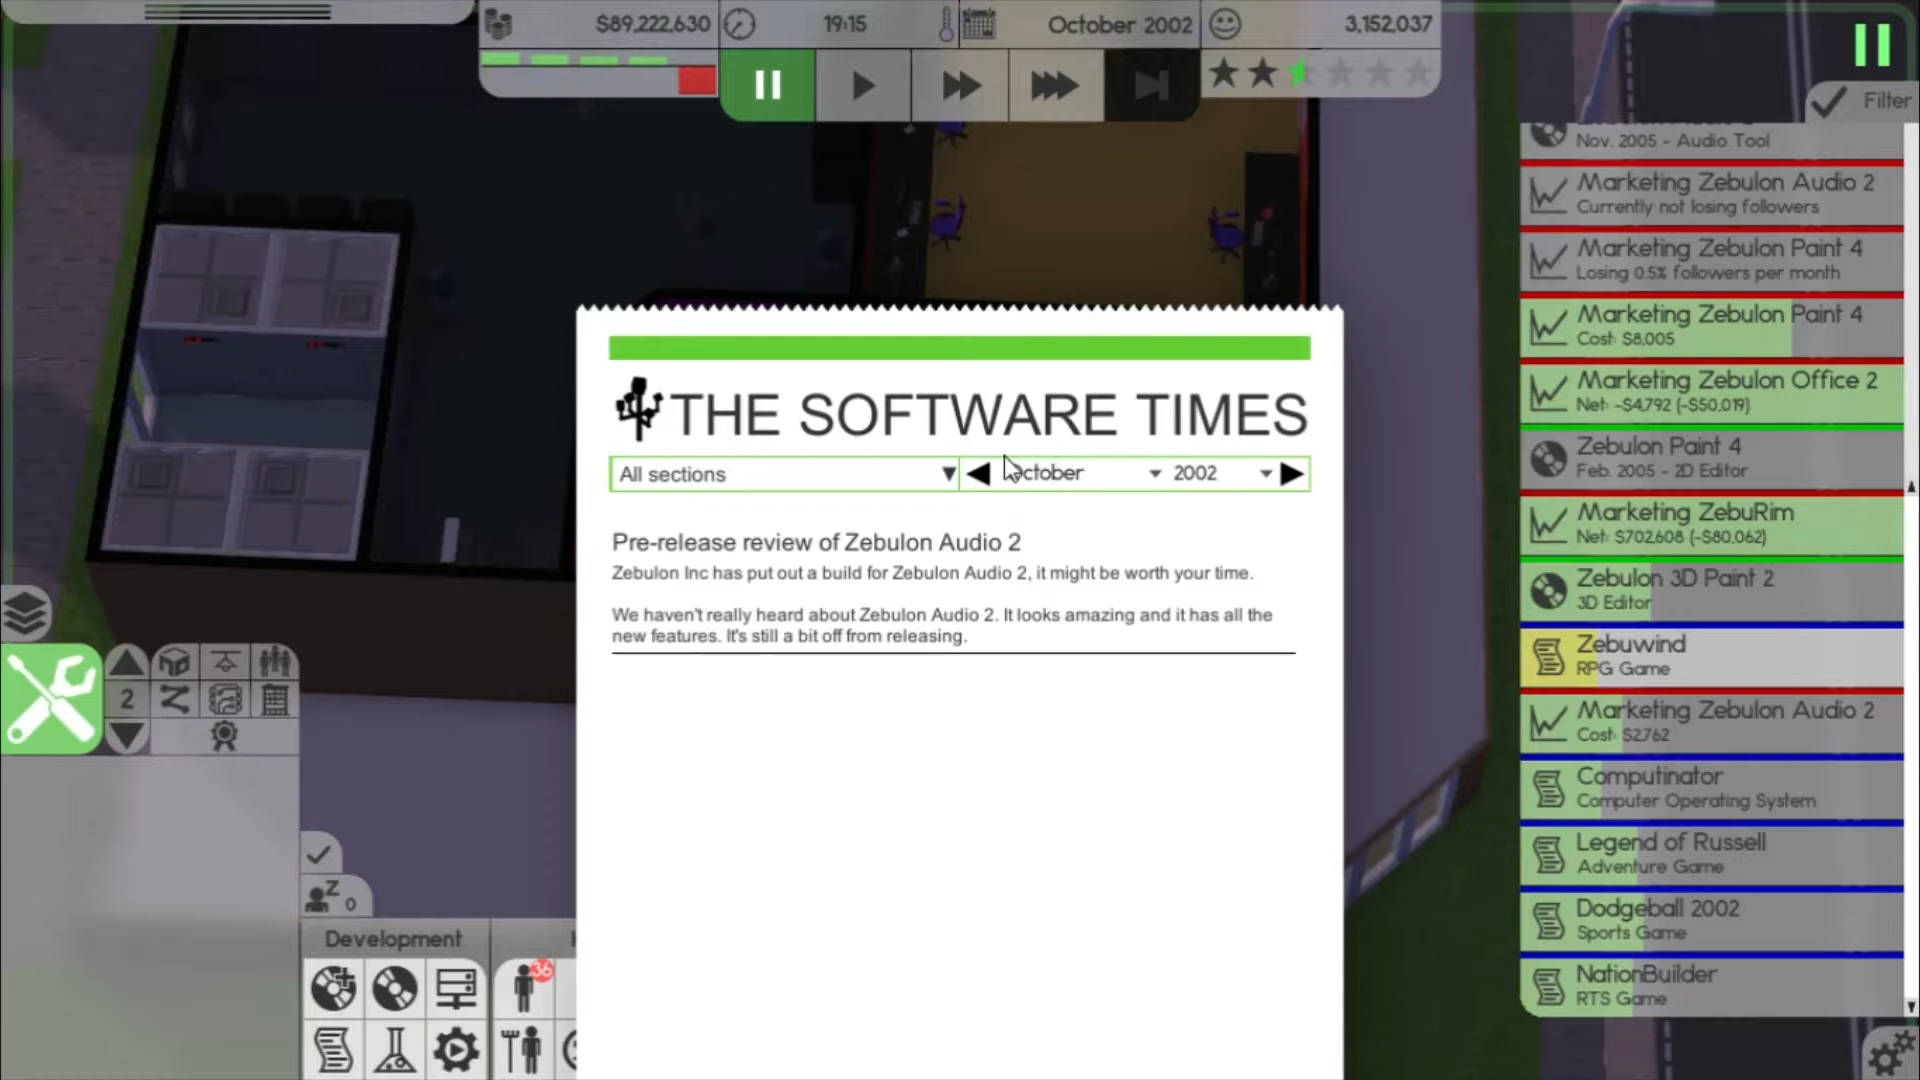 $89,222,630
19:15
October 2002
3,152,037
Filter
Nov. 2005 - Audio Tool
Marketing Zebulon Audio 2
Currently not losing followers
Marketing Zebulon Paint 4
Losing 0.5% followers per month
Marketing Zebulon Paint 4
Cost: $8,005
Marketing Zebulon Office 2
Net: -$4,792 (-$50,019)
Zebulon Paint 4
Feb. 2005 - 2D Editor
Marketing ZebuRim
Net: $702,608 (-$80,062)
Zebulon 3D Paint 2
3D Editor
Zebuwind
RPG Game
Marketing Zebulon Audio 2
Cost: $2,762
Computinator
Computer Operating System
Legend of Russell
Adventure Game
Dodgeball 2002
Sports Game
NationBuilder
RTS Game
THE SOFTWARE TIMES
All sections
October
2002
Pre-release review of Zebulon Audio 2
Zebulon Inc has put out a build for Zebulon Audio 2, it might be worth your time.
We haven't really heard about Zebulon Audio 2. It looks amazing and it has all the
new features. It's still a bit off from releasing.
2
Z
0
Development
36